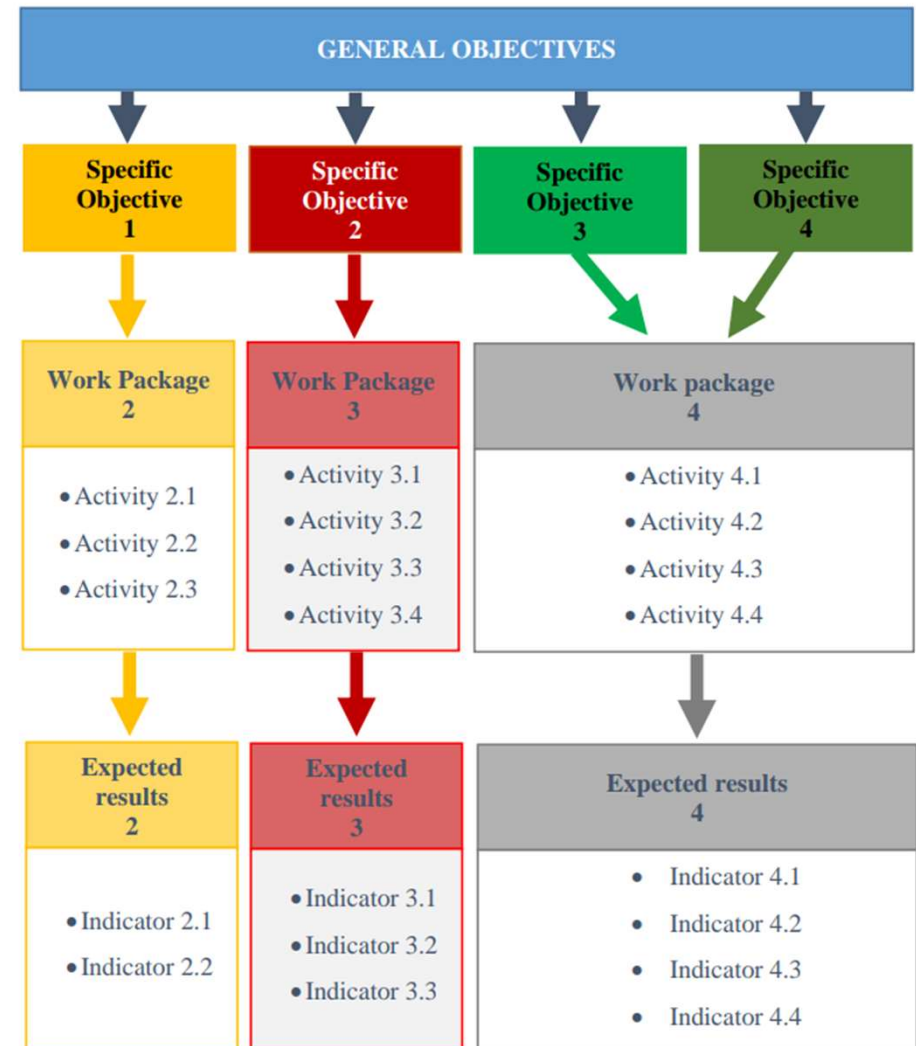 GENERAL OBJECTIVES
Specific
Objective
1
Specific
Objective
2
Specific
Objective
3
Specific
Objective
4
Work Package
2
• Activity 2.1
• Activity 2.2
• Activity 2.3
Work Package
3
• Activity 3.1
• Activity 3.2
• Activity 3.3
• Activity 3.4
Work package
4
• Activity 4.1
• Activity 4.2
• Activity 4.3
• Activity 4.4
Expected
results
2
• Indicator 2.1
• Indicator 2.2
Expected
results
3
• Indicator 3.1
• Indicator 3.2
• Indicator 3.3
Expected results
4
• Indicator 4.1
• Indicator 4.2
• Indicator 4.3
• Indicator 4.4